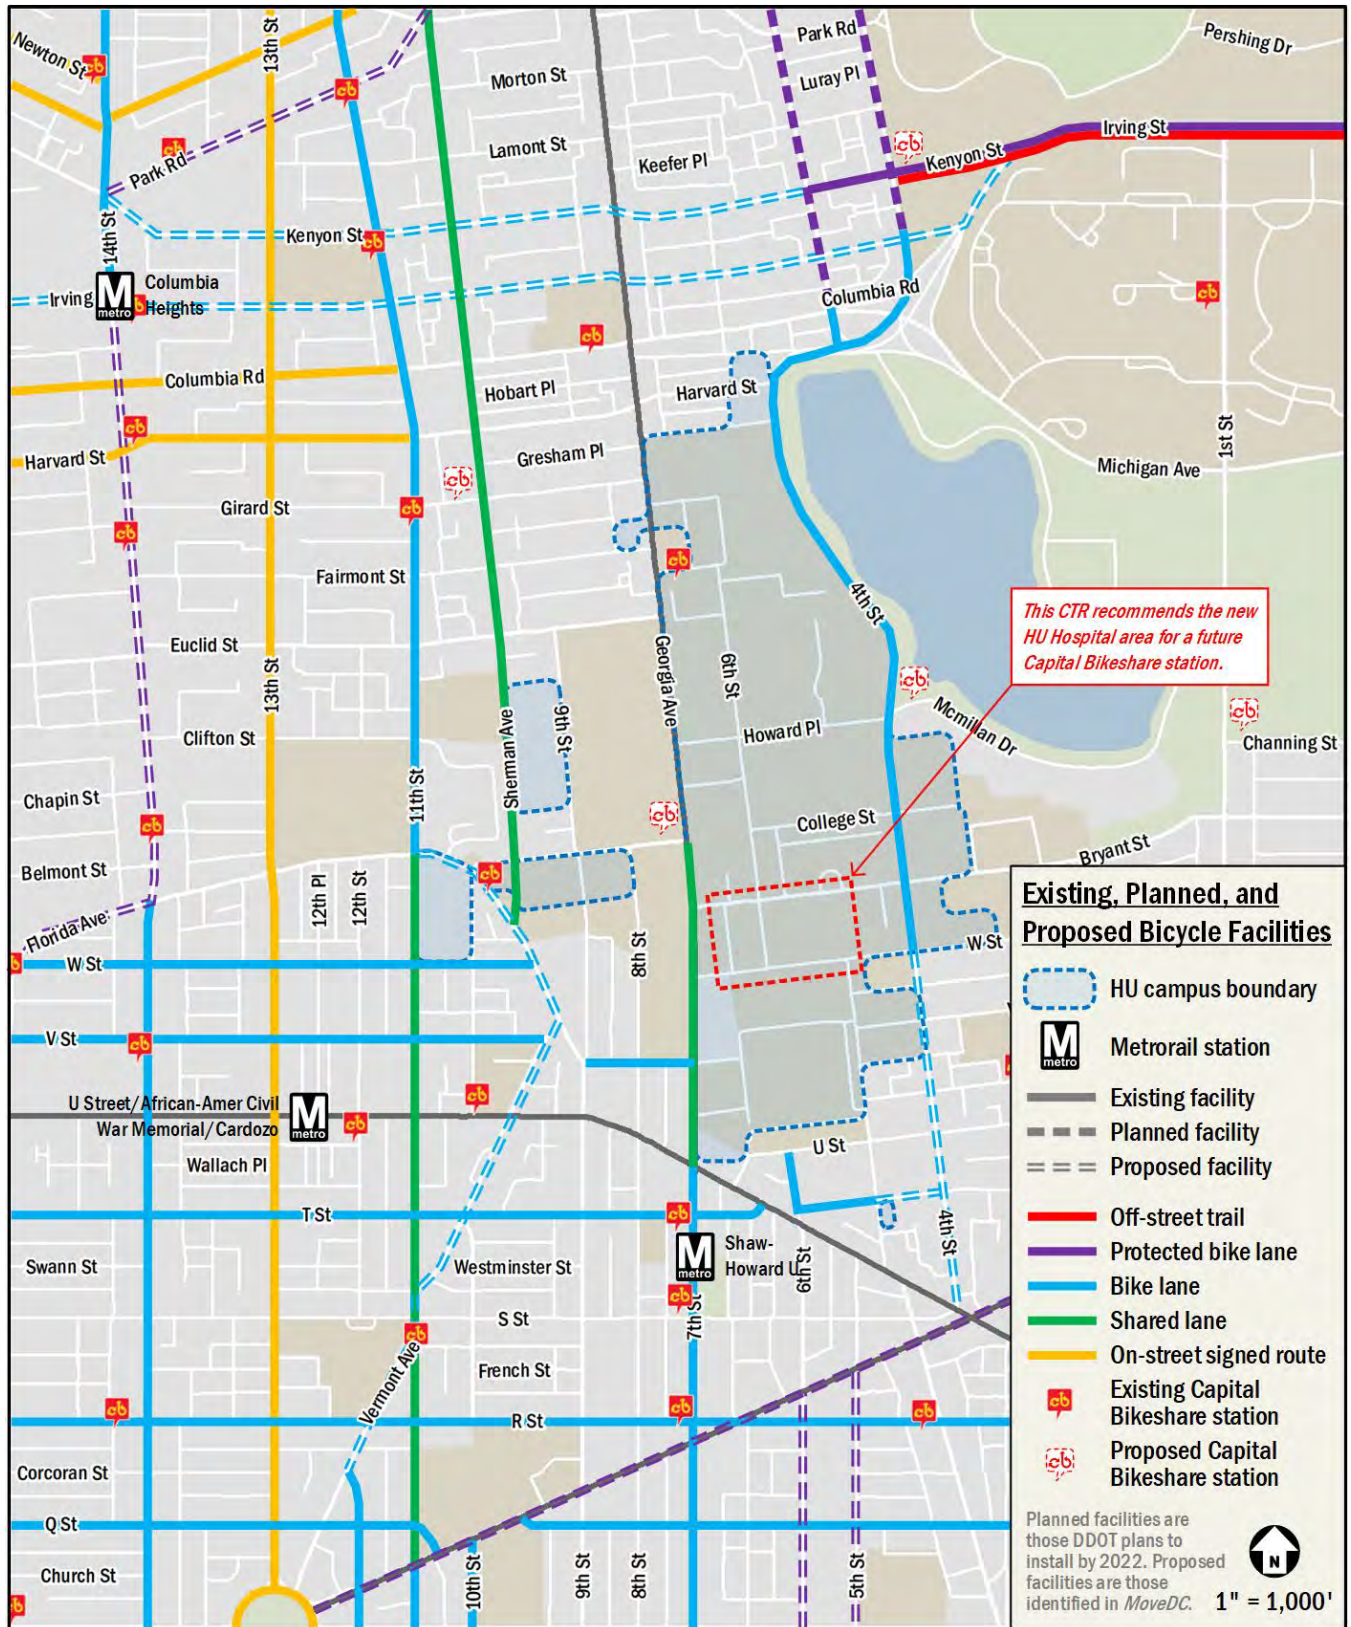 Newton St
13th St
Morton St
Park Rd
Pershing Dr
Luray Pl
Lamont St
Keefer Pl
Irving St
Kenyon St
Park Rd
14th St
Kenyon St
Irving
M
metro
Columbia
Heights
Columbia Rd
Columbia Rd
Hobart Pl
Harvard St
Harvard St
Gresham Pl
Michigan Ave
1st St
Girard St
Fairmont St
4th St
Euclid St
13th St
Georgia Ave
6th St
This CTR recommends the new
HU Hospital area for a future
Capital Bikeshare station.
Sherman Ave
9th St
Howard Pl
Mcmillan Dr
Channing St
Clifton St
11th St
Chapin St
College St
Bryant St
Belmont St
12th Pl
12th St
Florida Ave
8th St
W St
W St
V St
U Street/African-Amer Civil
War Memorial/Cardozo
M
metro
Wallach Pl
U St
T St
4th St
Swann St
Westminster St
M
metro
Shaw-
Howard U
6th St
S St
7th St
French St
Vermont Ave
R St
Corcoran St
Q St
Church St
10th St
9th St
8th St
5th St
Existing, Planned, and
Proposed Bicycle Facilities
HU campus boundary
M
metro
Metrorail station
Existing facility
Planned facility
Proposed facility
Off-street trail
Protected bike lane
Bike lane
Shared lane
On-street signed route
cb
Existing Capital
Bikeshare station
cb
Proposed Capital
Bikeshare station
Planned facilities are
those DDOT plans to
install by 2022. Proposed
facilities are those
identified in MoveDC.
N
1" = 1,000'